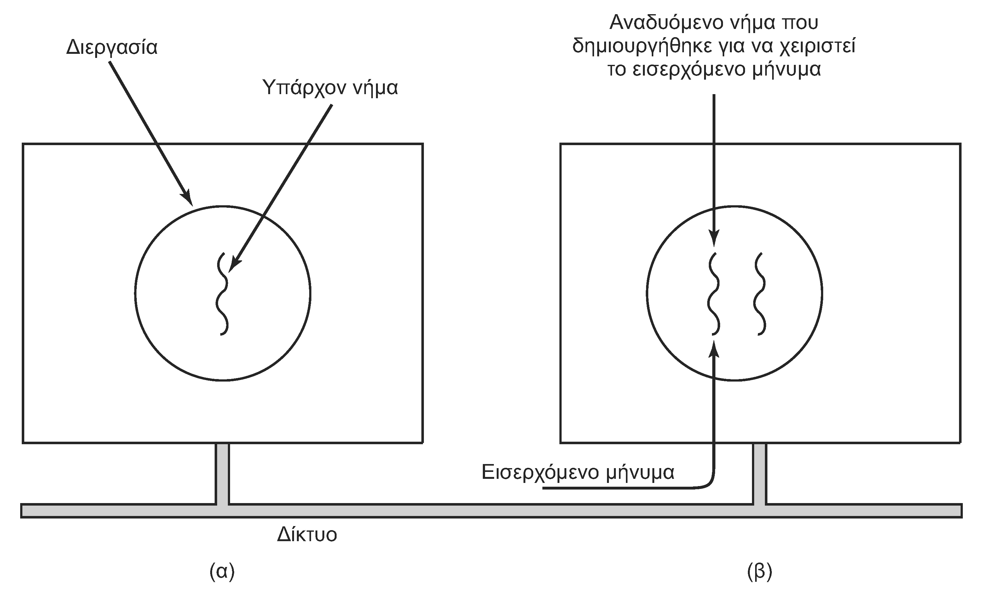 Διεργασία
Υπάρχον νήμα
Αναδυόμενο νήμα που
δημιουργήθηκε για να χειριστεί
το εισερχόμενο μήνυμα
Εισερχόμενο μήνυμα
Δίκτυο
(α)
(β)